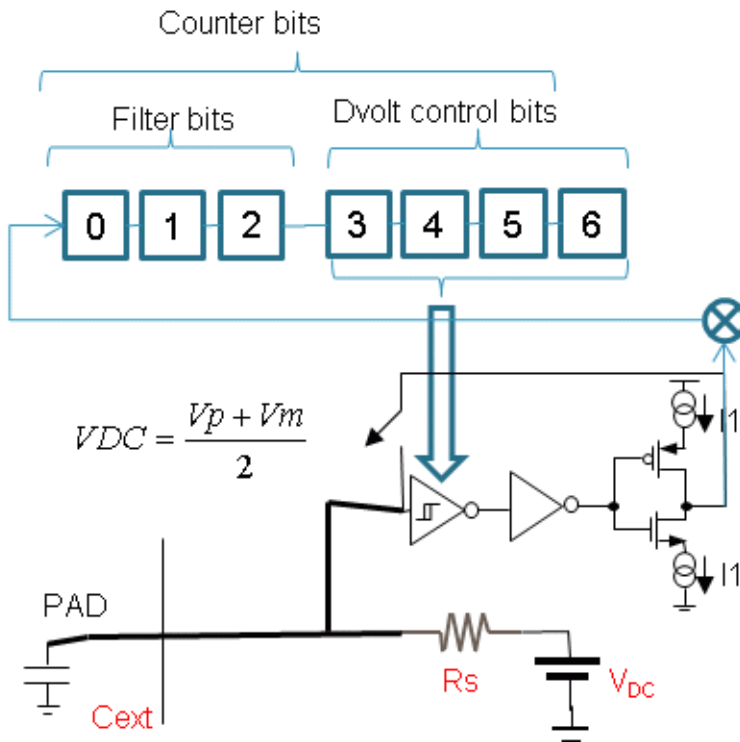 Counter bits
Filter bits
Dvolt control bits
0 1 2 3 4 5 6
I1
VDC = (Vp + Vm) / 2
I1
PAD
Rs
V_DC
Cext